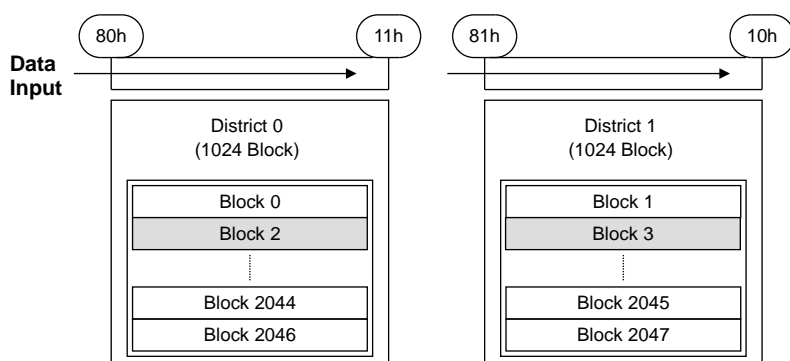 80h
11h
81h
10h
Data
Input
District 0
(1024 Block)
Block 0
Block 2
Block 2044
Block 2046
District 1
(1024 Block)
Block 1
Block 3
Block 2045
Block 2047